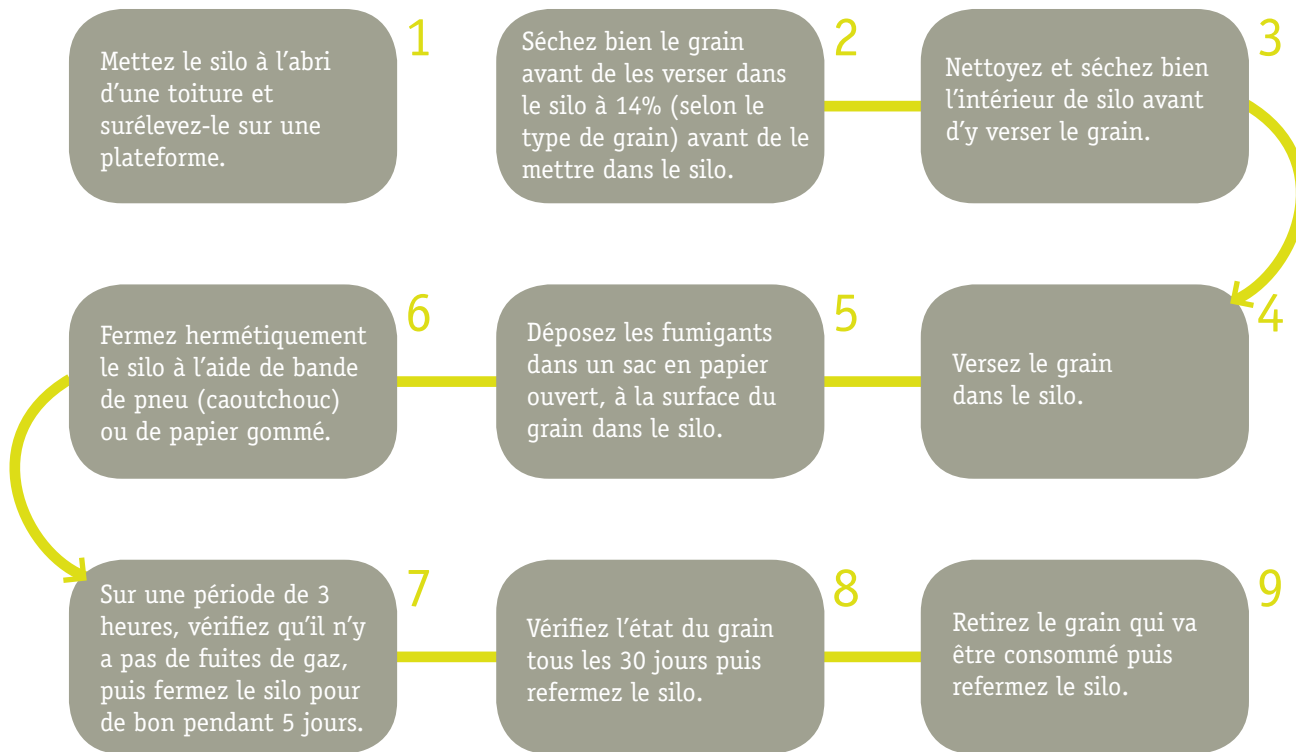 1
Mettez le silo à l'abri
d'une toiture et
surélevez-le sur une
plateforme.
2
Séchez bien le grain
avant de les verser dans
le silo à 14% (selon le
type de grain) avant de le
mettre dans le silo.
3
Nettoyez et séchez bien
l'intérieur de silo avant
d'y verser le grain.
4
Versez le grain
dans le silo.
5
Déposez les fumigants
dans un sac en papier
ouvert, à la surface du
grain dans le silo.
6
Fermez hermétiquement
le silo à l'aide de bande
de pneu (caoutchouc)
ou de papier gommé.
7
Sur une période de 3
heures, vérifiez qu'il n'y
a pas de fuites de gaz,
puis fermez le silo pour
de bon pendant 5 jours.
8
Vérifiez l'état du grain
tous les 30 jours puis
refermez le silo.
9
Retirez le grain qui va
être consommé puis
refermez le silo.